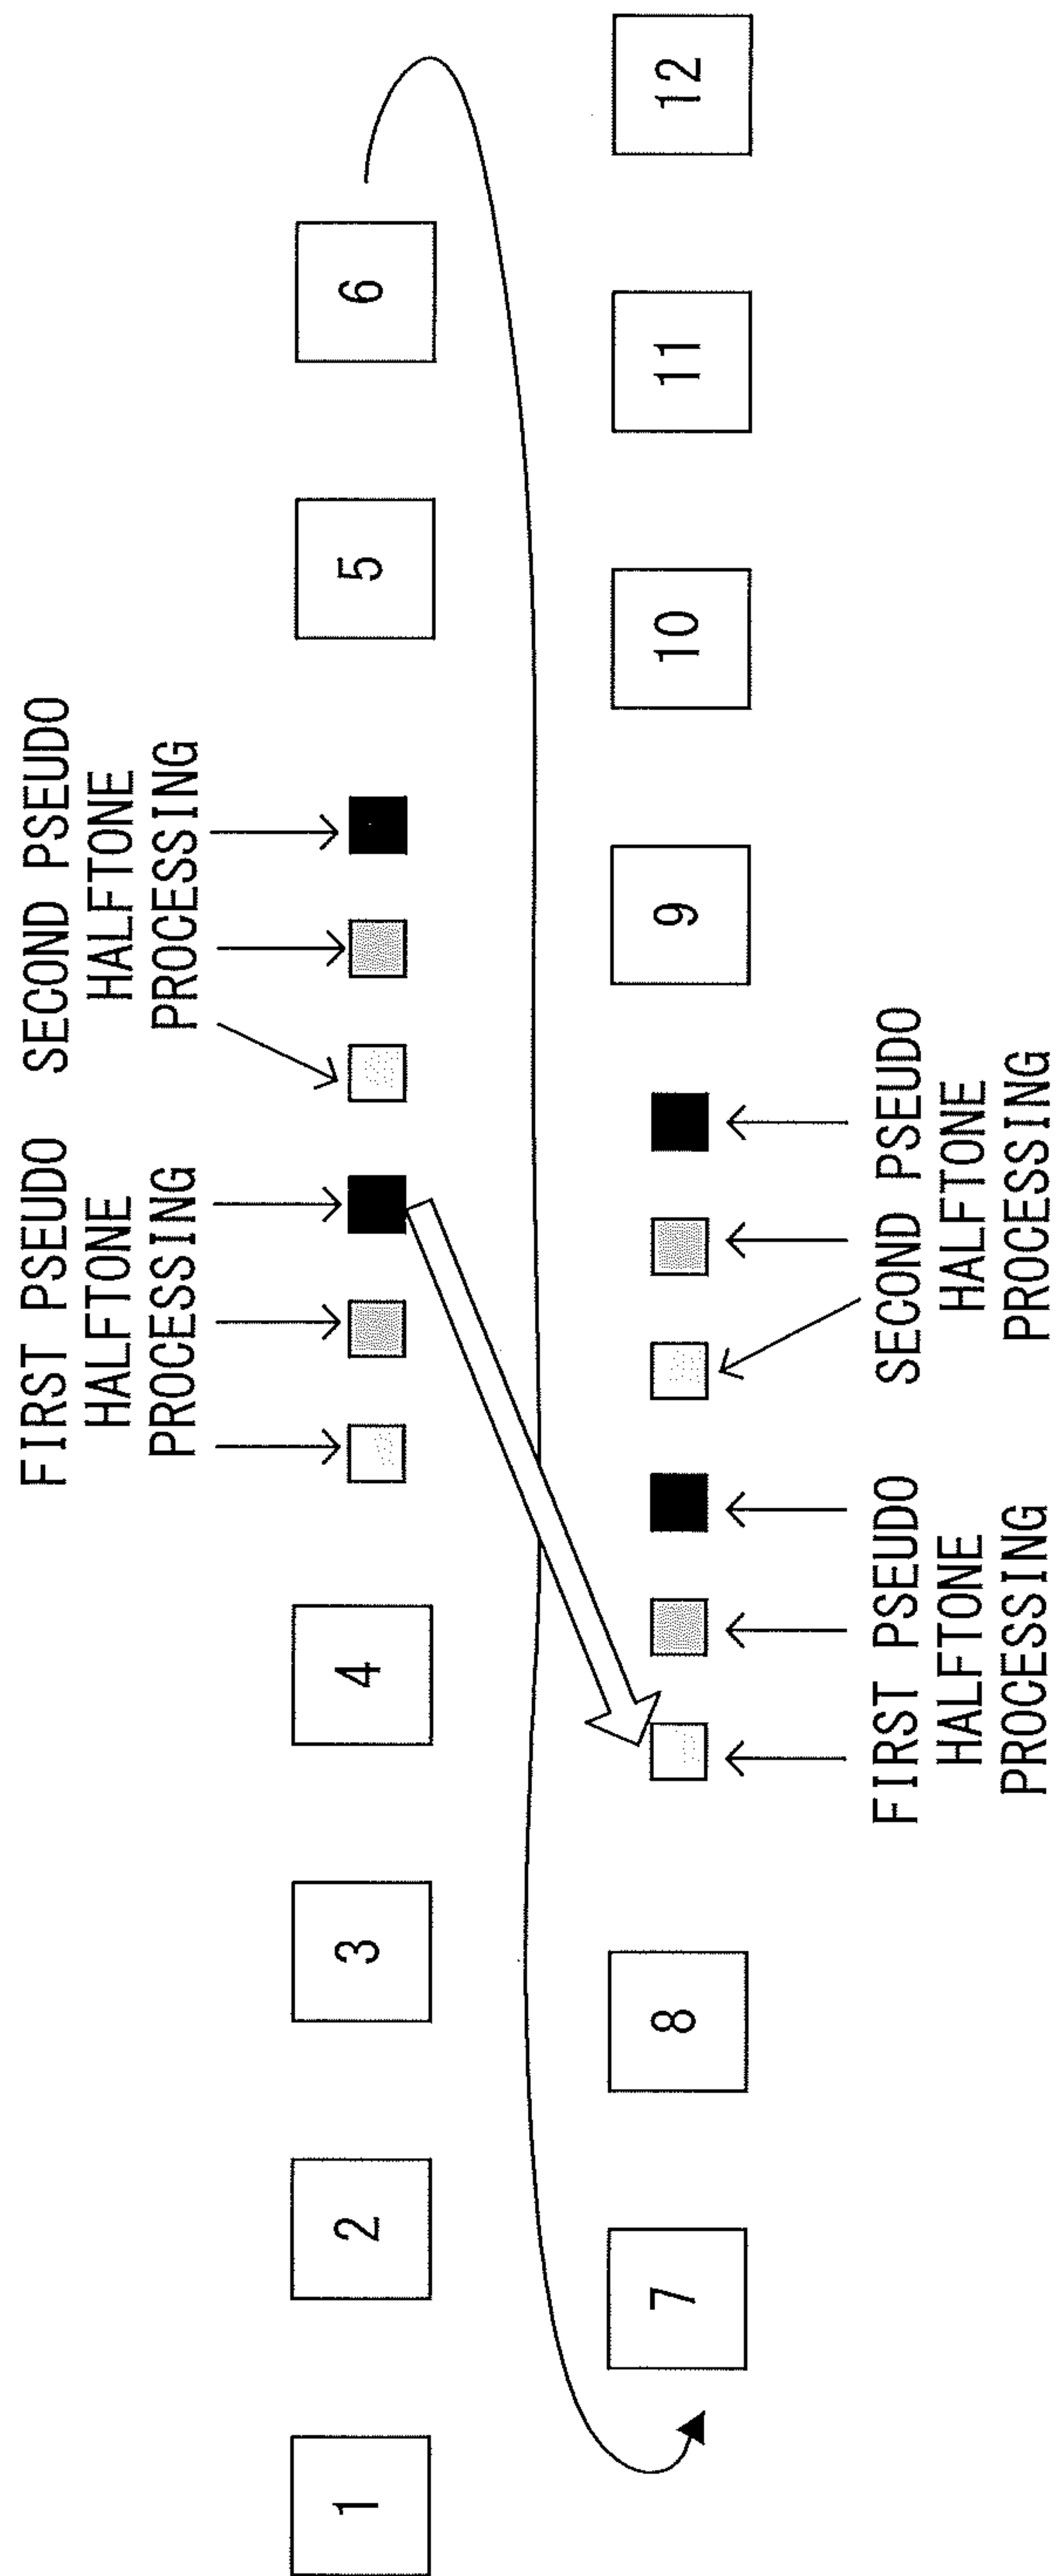 FIRST PSEUDO
HALFTONE
PROCESSING
SECOND PSEUDO
HALFTONE
PROCESSING
1 2 3 4 5 6
7 8 9 10 11 12
FIRST PSEUDO
HALFTONE
PROCESSING
SECOND PSEUDO
HALFTONE
PROCESSING